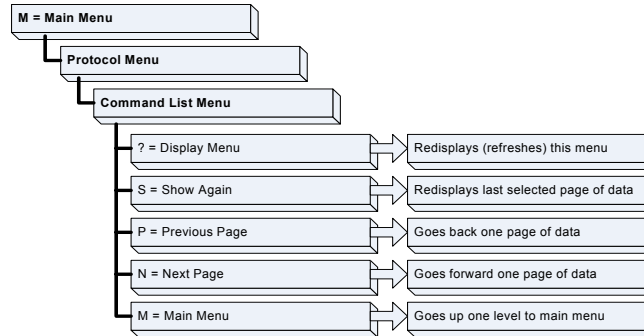 M = Main Menu
Protocol Menu
Command List Menu
? = Display Menu
Redisplays (refreshes) this menu
S = Show Again
Redisplays last selected page of data
P = Previous Page
Goes back one page of data
N = Next Page
Goes forward one page of data
M = Main Menu
Goes up one level to main menu